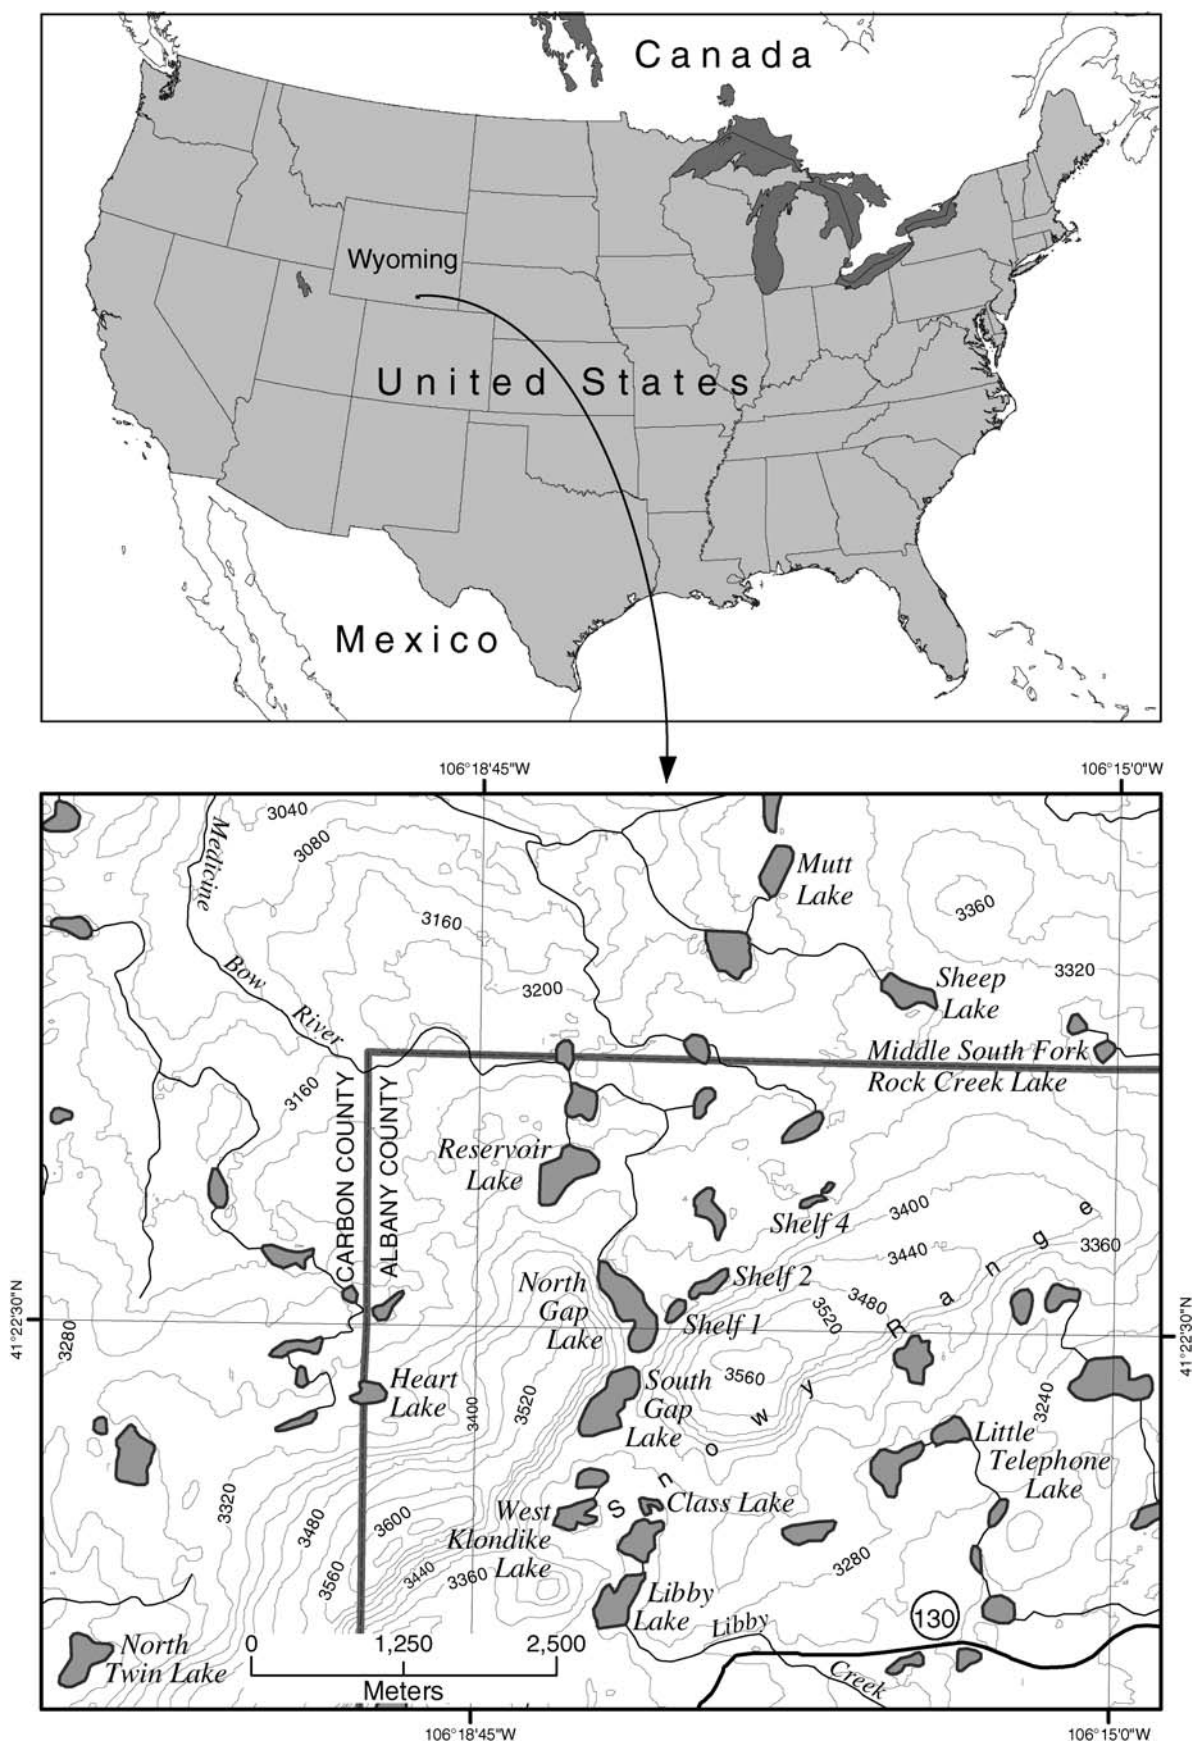 Canada
Wyoming
United States
Mexico
106°18'45"W
106°15'0"W
3040
Medicine
3080
Mutt
Lake
3360
3160
Bow
Sheep
Lake
3320
3200
River
Middle South Fork
Rock Creek Lake
3160
CARBON COUNTY
ALBANY COUNTY
Reservoir
Lake
Shelf 4
3400
3440
3360
Snowy Range
North
Gap
Lake
Shelf 2
3480
3520
Shelf 1
41°22'30"N
41°22'30"N
3280
Heart
Lake
3400
3520
South
Gap
Lake
3560
3240
Little
Telephone
Lake
3320
3480
3560
3600
3440
3360
West
Klondike
Lake
Class Lake
3280
Libby
Lake
Libby
Creek
130
North
Twin Lake
0
1,250
2,500
Meters
106°18'45"W
106°15'0"W